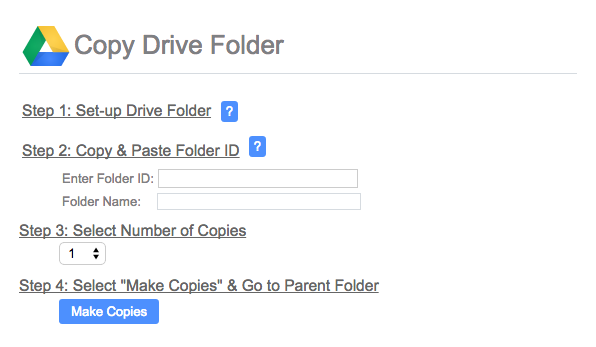 Copy Drive Folder
Step 1: Set-up Drive Folder ?
Step 2: Copy & Paste Folder ID ?
Enter Folder ID:
Folder Name:
Step 3: Select Number of Copies
1
Step 4: Select "Make Copies" & Go to Parent Folder
Make Copies